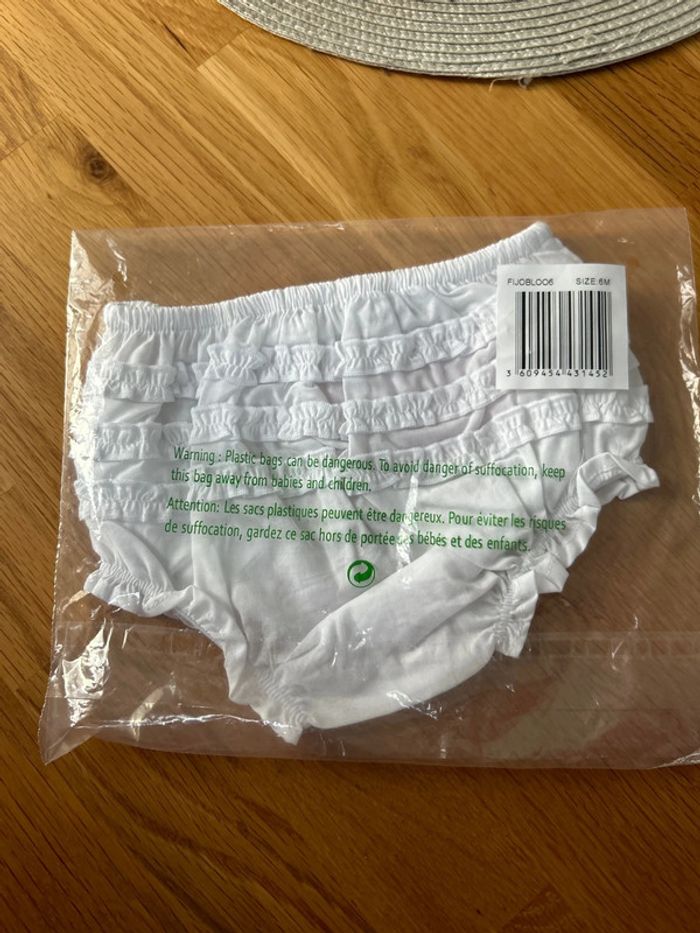 FIJOBLOO6 SIZE:6M
3 609454 431452
Warning : Plastic bags can be dangerous. To avoid danger of suffocation, keep
this bag away from babies and children.
Attention: Les sacs plastiques peuvent être dangereux. Pour éviter les risques
de suffocation, gardez ce sac hors de portée des bébés et des enfants.